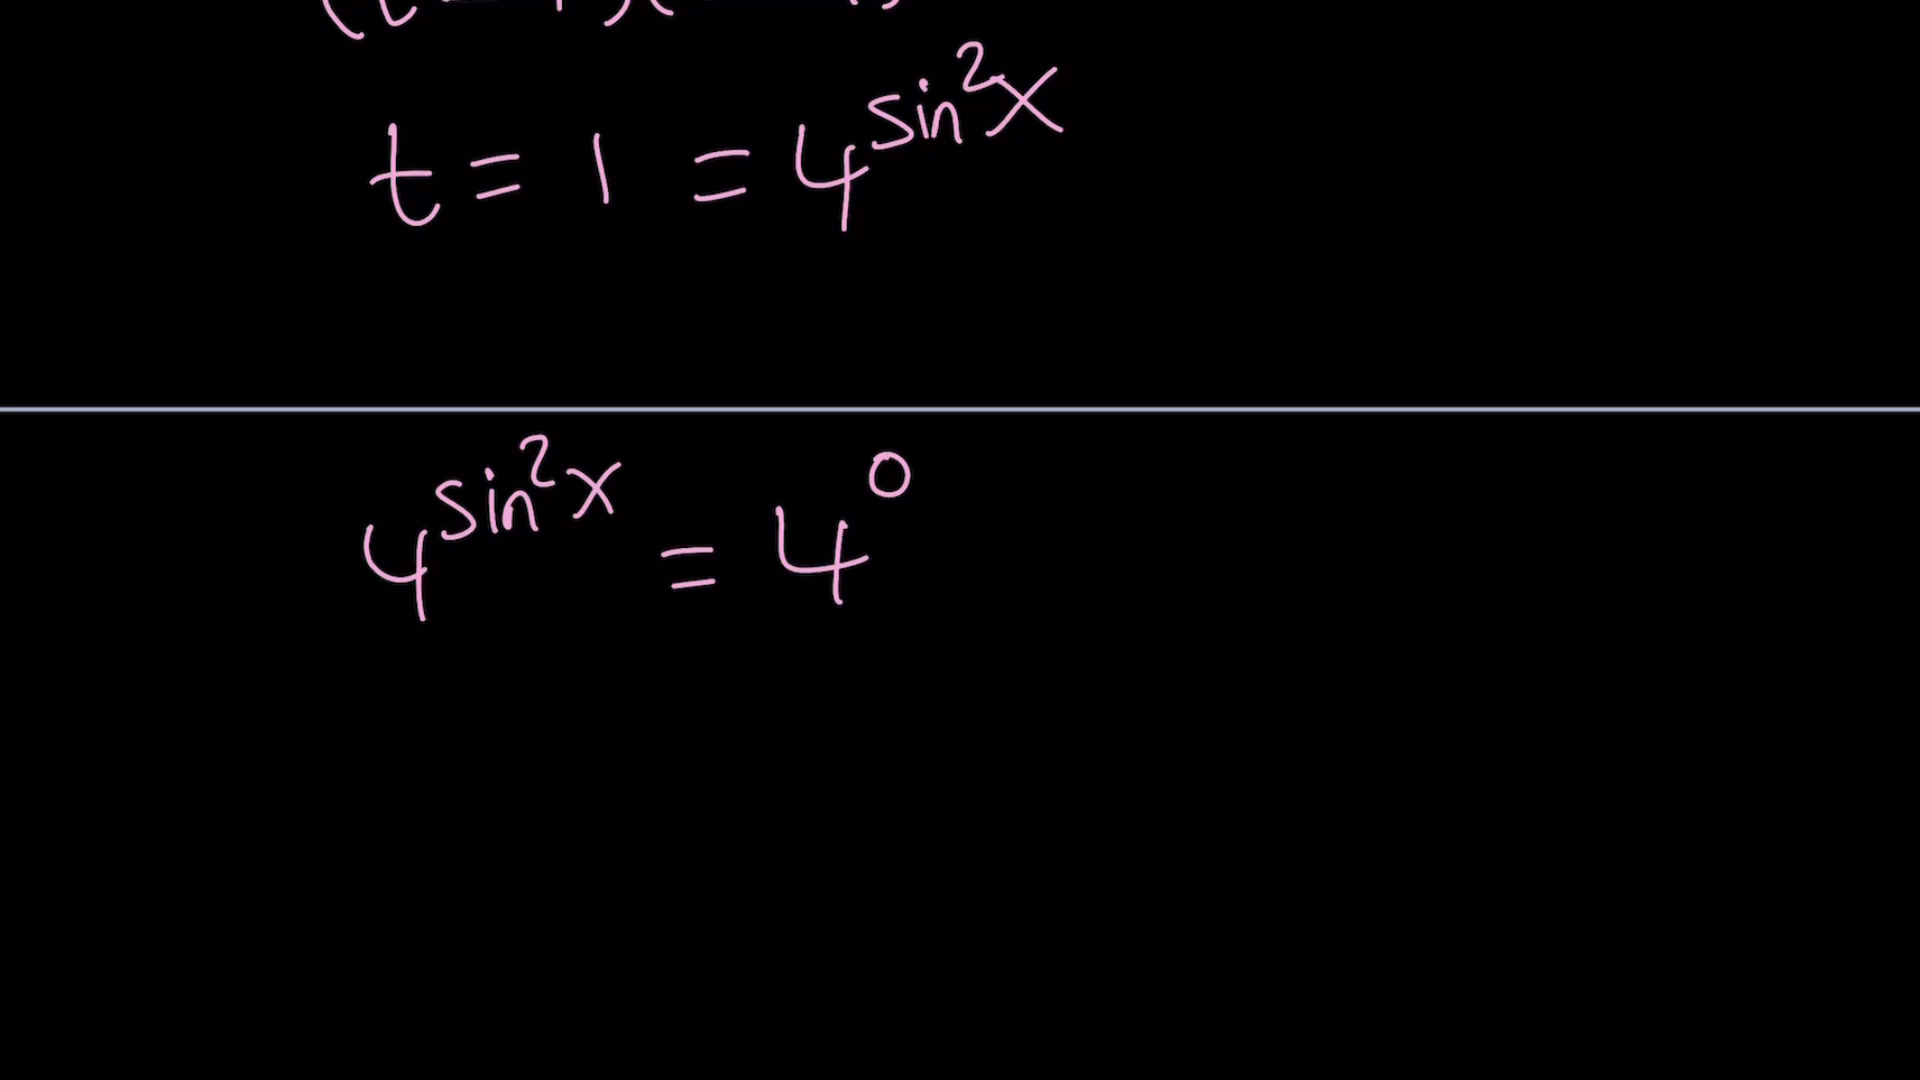 t = 1 = 4^sin²x
4^sin²x = 4^0